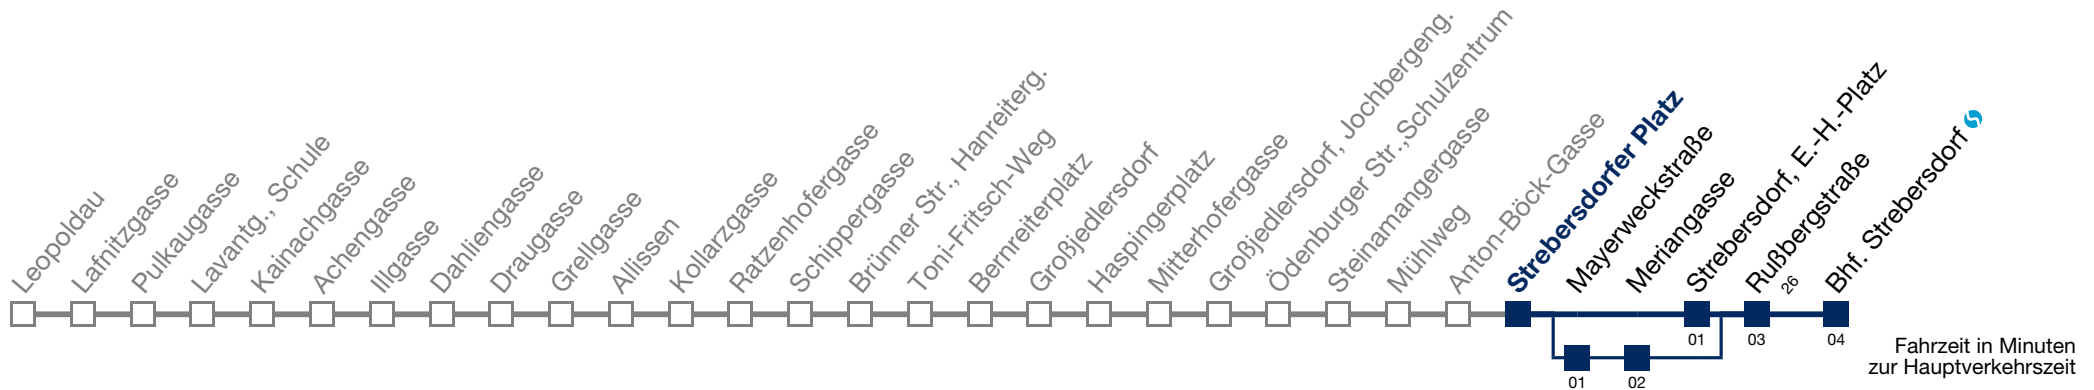 Leopoldau
Lafnitzgasse
Pulkaugasse
Lavantg., Schule
Kainachgasse
Achengasse
Illgasse
Dahliengasse
Draugasse
Grellgasse
Allissen
Kollarzgasse
Ratzenhofergasse
Schippergasse
Brünner Str., Hanreiterg.
Toni-Fritsch-Weg
Bernreiterplatz
Großjedlersdorf
Haspingerplatz
Mitterhofergasse
Großjedlersdorf, Jochbergeng.
Ödenburger Str.,Schulzentrum
Steinamangergasse
Mühlweg
Anton-Böck-Gasse
Strebersdorfer Platz
Mayerweckstraße
Meriangasse
Strebersdorf, E.-H.-Platz
Rußbergstraße
26
Bhf. Strebersdorf
01
03
04
01
02
Fahrzeit in Minuten
zur Hauptverkehrszeit